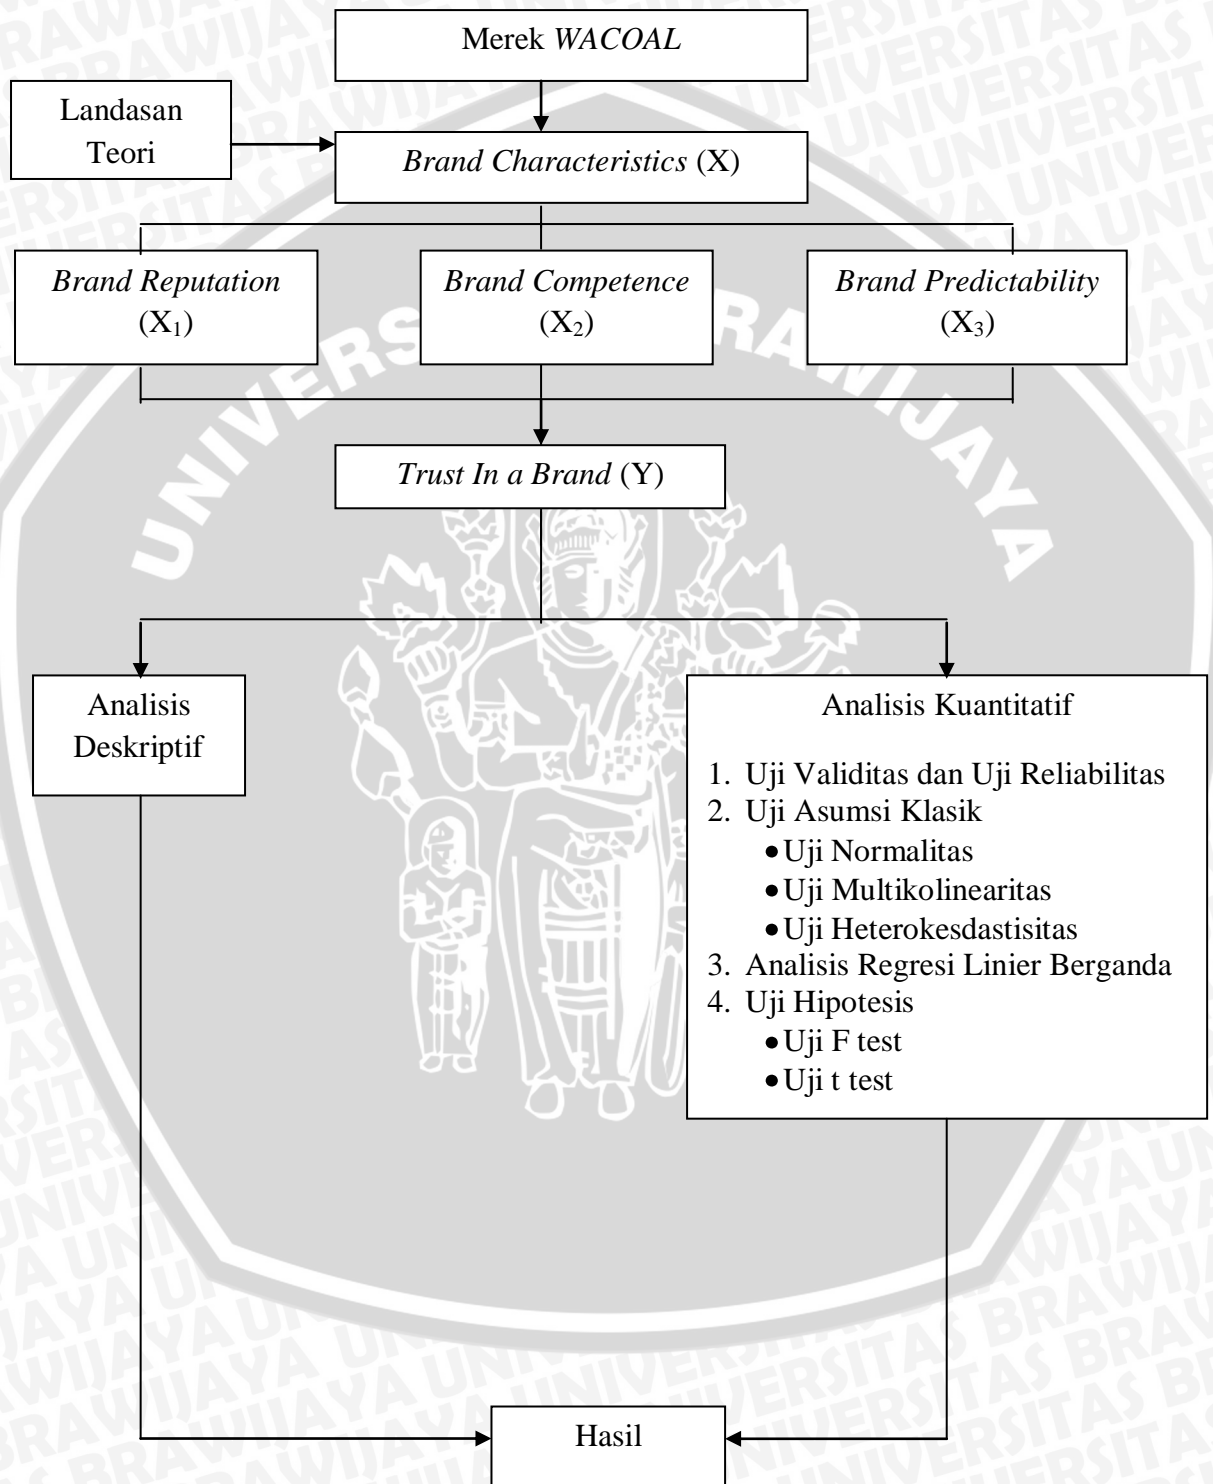 Merek WACOAL
Landasan
Teori
Brand Characteristics (X)
Brand Reputation
(X₁)
Brand Competence
(X₂)
Brand Predictability
(X₃)
Trust In a Brand (Y)
Analisis
Deskriptif
Analisis Kuantitatif
1. Uji Validitas dan Uji Reliabilitas
2. Uji Asumsi Klasik
•Uji Normalitas
•Uji Multikolinearitas
•Uji Heterokesdastisitas
3. Analisis Regresi Linier Berganda
4. Uji Hipotesis
•Uji F test
•Uji t test
Hasil